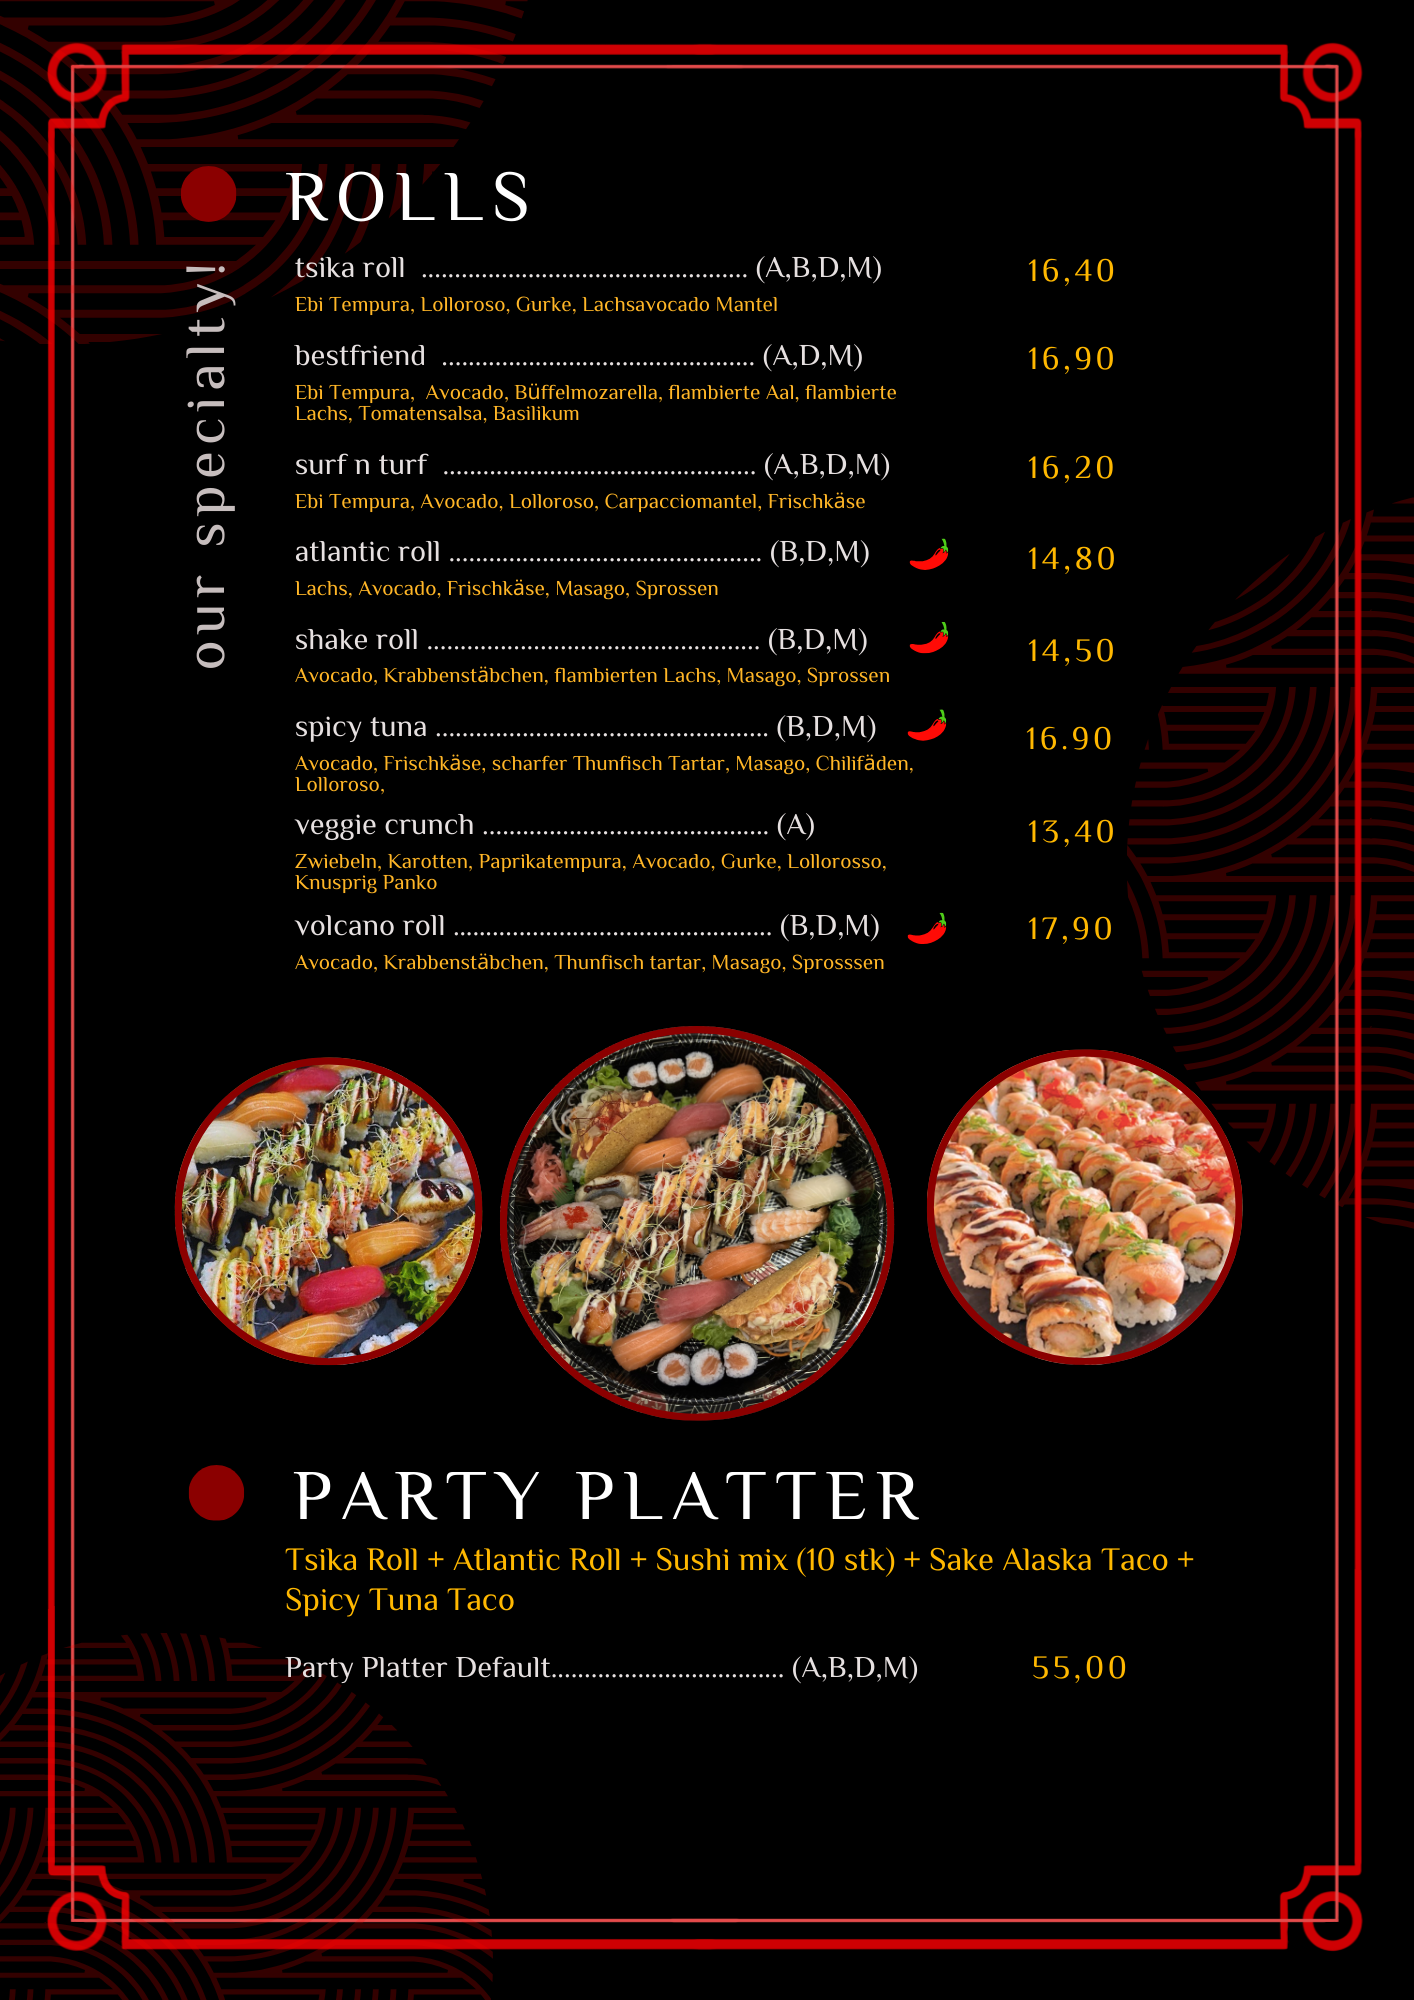 ROLLS
our specialty!
tsika roll ................................................. (A,B,D,M) 16,40
Ebi Tempura, Lolloroso, Gurke, Lachsavocado Mantel
bestfriend ............................................... (A,D,M) 16,90
Ebi Tempura, Avocado, Büffelmozarella, flambierte Aal, flambierte
Lachs, Tomatensalsa, Basilikum
surf n turf ............................................... (A,B,D,M) 16,20
Ebi Tempura, Avocado, Lolloroso, Carpacciomantel, Frischkäse
atlantic roll ............................................... (B,D,M) 14,80
Lachs, Avocado, Frischkäse, Masago, Sprossen
shake roll .................................................. (B,D,M) 14,50
Avocado, Krabbenstäbchen, flambierten Lachs, Masago, Sprossen
spicy tuna .................................................. (B,D,M) 16.90
Avocado, Frischkäse, scharfer Thunfisch Tartar, Masago, Chilifäden,
Lolloroso,
veggie crunch ........................................... (A) 13,40
Zwiebeln, Karotten, Paprikatempura, Avocado, Gurke, Lollorosso,
Knusprig Panko
volcano roll ................................................ (B,D,M) 17,90
Avocado, Krabbenstäbchen, Thunfisch tartar, Masago, Sprosssen
PARTY PLATTER
Tsika Roll + Atlantic Roll + Sushi mix (10 stk) + Sake Alaska Taco +
Spicy Tuna Taco
Party Platter Default................................... (A,B,D,M) 55,00